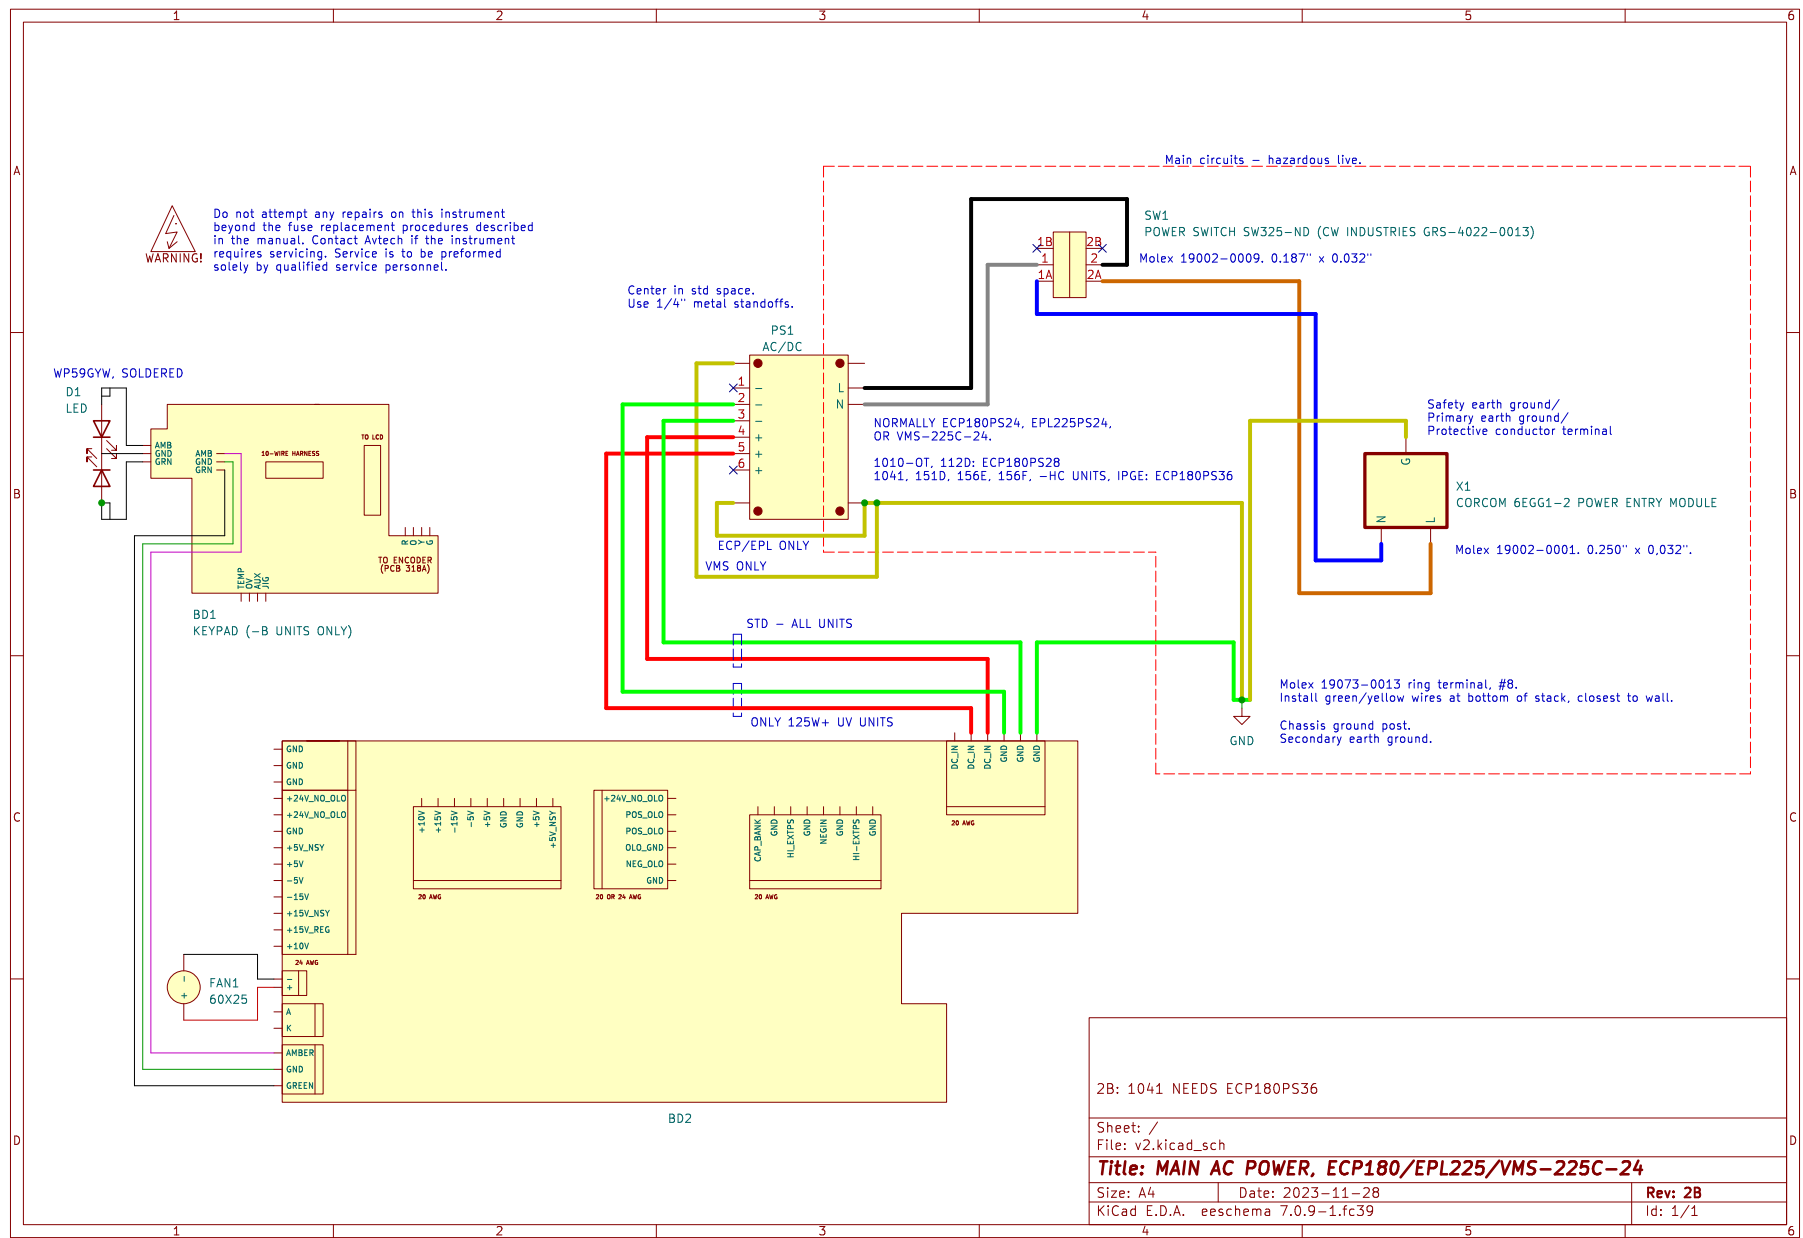 1 2 3 4 5 6
A
A
Main circuits - hazardous live.
WARNING!
Do not attempt any repairs on this instrument
beyond the fuse replacement procedures described
in the manual. Contact Avtech if the instrument
requires servicing. Service is to be preformed
solely by qualified service personnel.
SW1
POWER SWITCH SW325-ND (CW INDUSTRIES GRS-4022-0013)
Molex 19002-0009. 0.187" x 0.032"
1B
1
1A
2B
2
2A
Center in std space.
Use 1/4" metal standoffs.
PS1
AC/DC
1 -
2 -
3 -
4 +
5 +
6 +
L
N
NORMALLY ECP180PS24, EPL225PS24,
OR VMS-225C-24.
1010-OT, 112D: ECP180PS28
1041, 151D, 156E, 156F, -HC UNITS, IPGE: ECP180PS36
ECP/EPL ONLY
VMS ONLY
Safety earth ground/
Primary earth ground/
Protective conductor terminal
G
N
L
X1
CORCOM 6EGG1-2 POWER ENTRY MODULE
Molex 19002-0001. 0.250" x 0,032".
WP59GYW, SOLDERED
D1
LED
AMB
GND
GRN
AMB
GND
GRN
10-WIRE HARNESS
TO LCD
R
O
Y
G
TO ENCODER
(PCB 318A)
TEMP
OV
AUX
JIG
BD1
KEYPAD (-B UNITS ONLY)
B
B
STD - ALL UNITS
ONLY 125W+ UV UNITS
Molex 19073-0013 ring terminal, #8.
Install green/yellow wires at bottom of stack, closest to wall.
Chassis ground post.
Secondary earth ground.
GND
GND
GND
GND
+24V_NO_OLO
+24V_NO_OLO
GND
+5V_NSY
+5V
-5V
-15V
+15V_NSY
+15V_REG
+10V
24 AWG
-
+
A
K
AMBER
GND
GREEN
+10V
+15V
-15V
-5V
+5V
GND
GND
+5V
+5V_NSY
20 AWG
+24V_NO_OLO
POS_OLO
POS_OLO
OLO_GND
NEG_OLO
GND
20 OR 24 AWG
CAP_BANK
GND
HI_EXTPS
GND
NEGIN
GND
HI-EXTPS
GND
20 AWG
DC_IN
DC_IN
DC_IN
GND
GND
GND
20 AWG
C
C
-
+
FAN1
60X25
BD2
D
D
2B: 1041 NEEDS ECP180PS36
Sheet: /
File: v2.kicad_sch
Title: MAIN AC POWER, ECP180/EPL225/VMS-225C-24
Size: A4 Date: 2023-11-28 Rev: 2B
KiCad E.D.A. eeschema 7.0.9-1.fc39 Id: 1/1
1 2 3 4 5 6